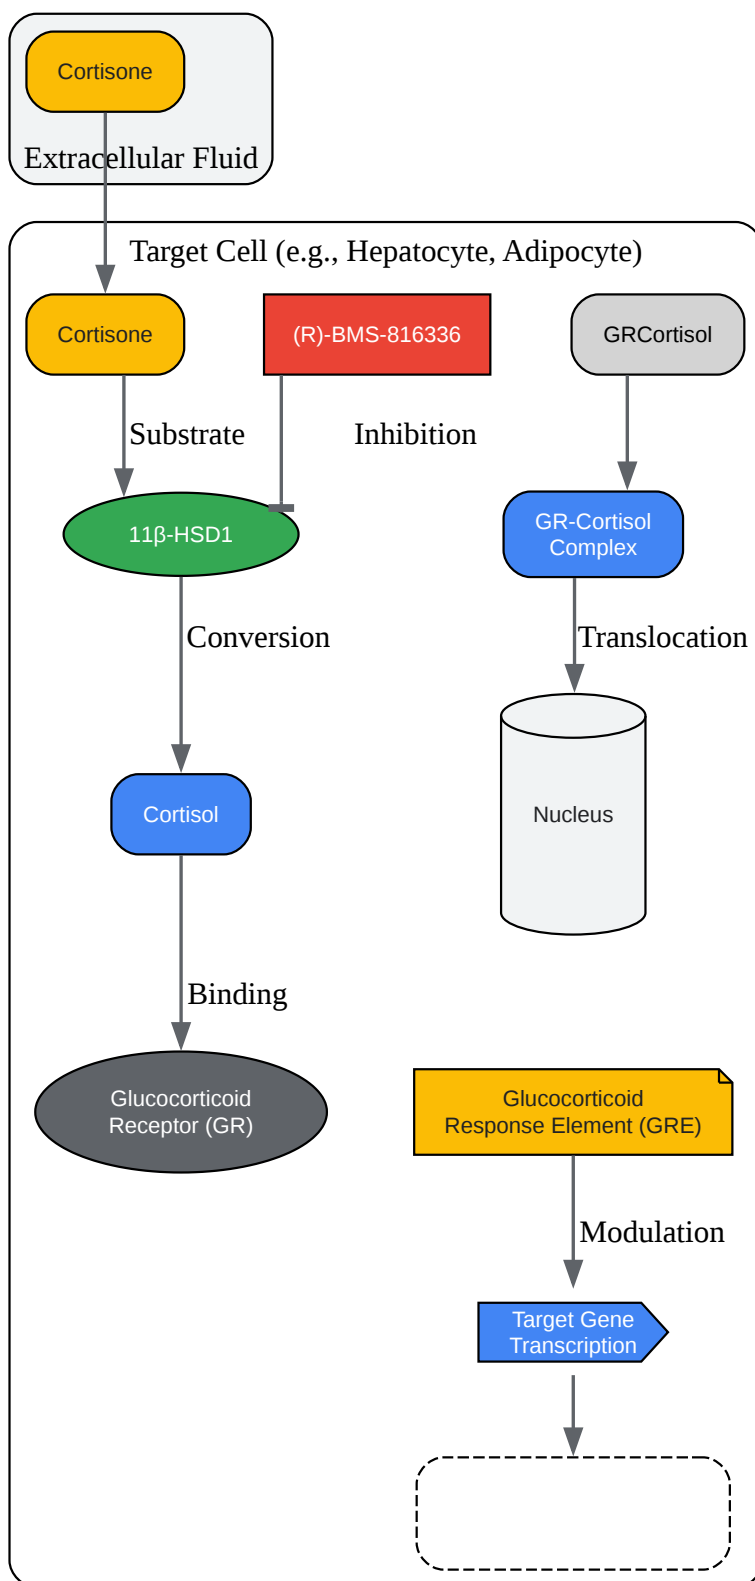 Cortisone
Extracellular Fluid
Target Cell (e.g., Hepatocyte, Adipocyte)
Cortisone
(R)-BMS-816336
GRCortisol
Substrate
Inhibition
11β-HSD1
GR-Cortisol
Complex
Conversion
Translocation
Cortisol
Nucleus
Binding
Glucocorticoid
Receptor (GR)
Glucocorticoid
Response Element (GRE)
Modulation
Target Gene
Transcription